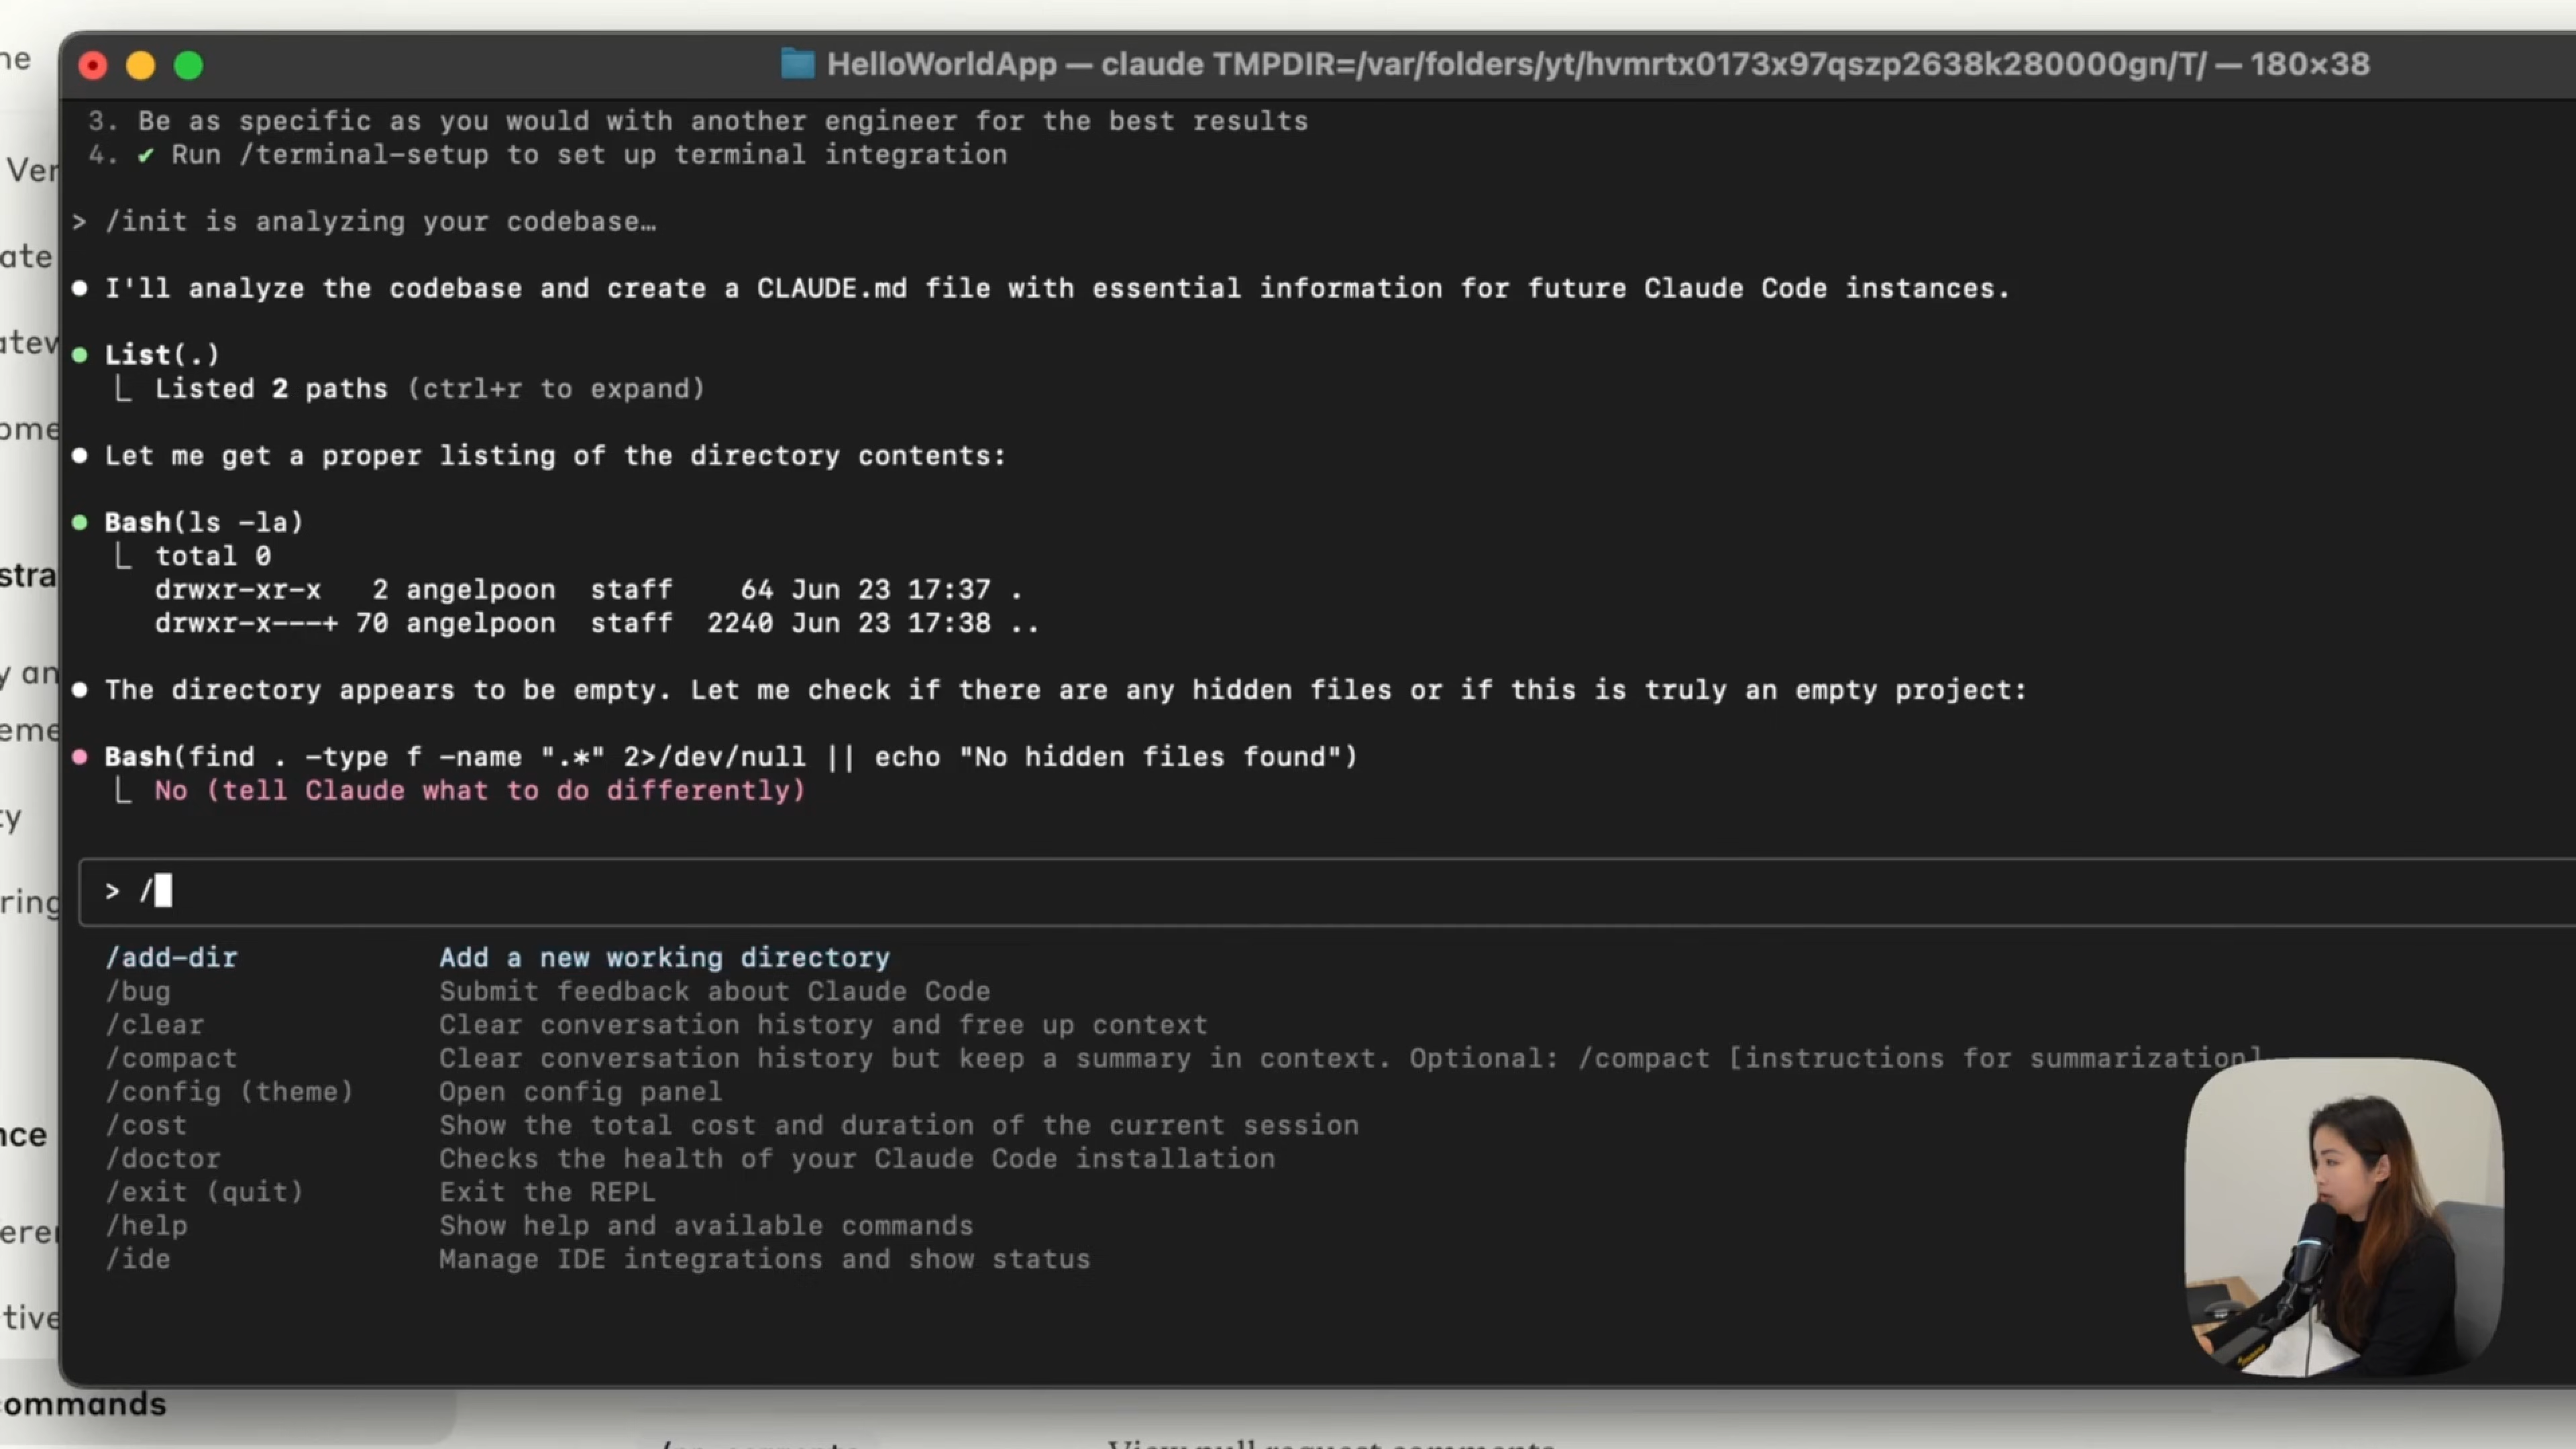 HelloWorldApp — claude TMPDIR=/var/folders/yt/hvmrtx0173x97qszp2638k280000gn/T/ — 180×38
3. Be as specific as you would with another engineer for the best results
4. ✔ Run /terminal-setup to set up terminal integration
> /init is analyzing your codebase…
● I'll analyze the codebase and create a CLAUDE.md file with essential information for future Claude Code instances.
● List(.)
⎿ Listed 2 paths (ctrl+r to expand)
● Let me get a proper listing of the directory contents:
● Bash(ls -la)
⎿ total 0
drwxr-xr-x   2 angelpoon  staff    64 Jun 23 17:37 .
drwxr-x---+ 70 angelpoon  staff  2240 Jun 23 17:38 ..
● The directory appears to be empty. Let me check if there are any hidden files or if this is truly an empty project:
● Bash(find . -type f -name ".*" 2>/dev/null || echo "No hidden files found")
⎿ No (tell Claude what to do differently)
> /
/add-dir Add a new working directory
/bug Submit feedback about Claude Code
/clear Clear conversation history and free up context
/compact Clear conversation history but keep a summary in context. Optional: /compact [instructions for summarization]
/config (theme) Open config panel
/cost Show the total cost and duration of the current session
/doctor Checks the health of your Claude Code installation
/exit (quit) Exit the REPL
/help Show help and available commands
/ide Manage IDE integrations and show status
commands
View pull request comments